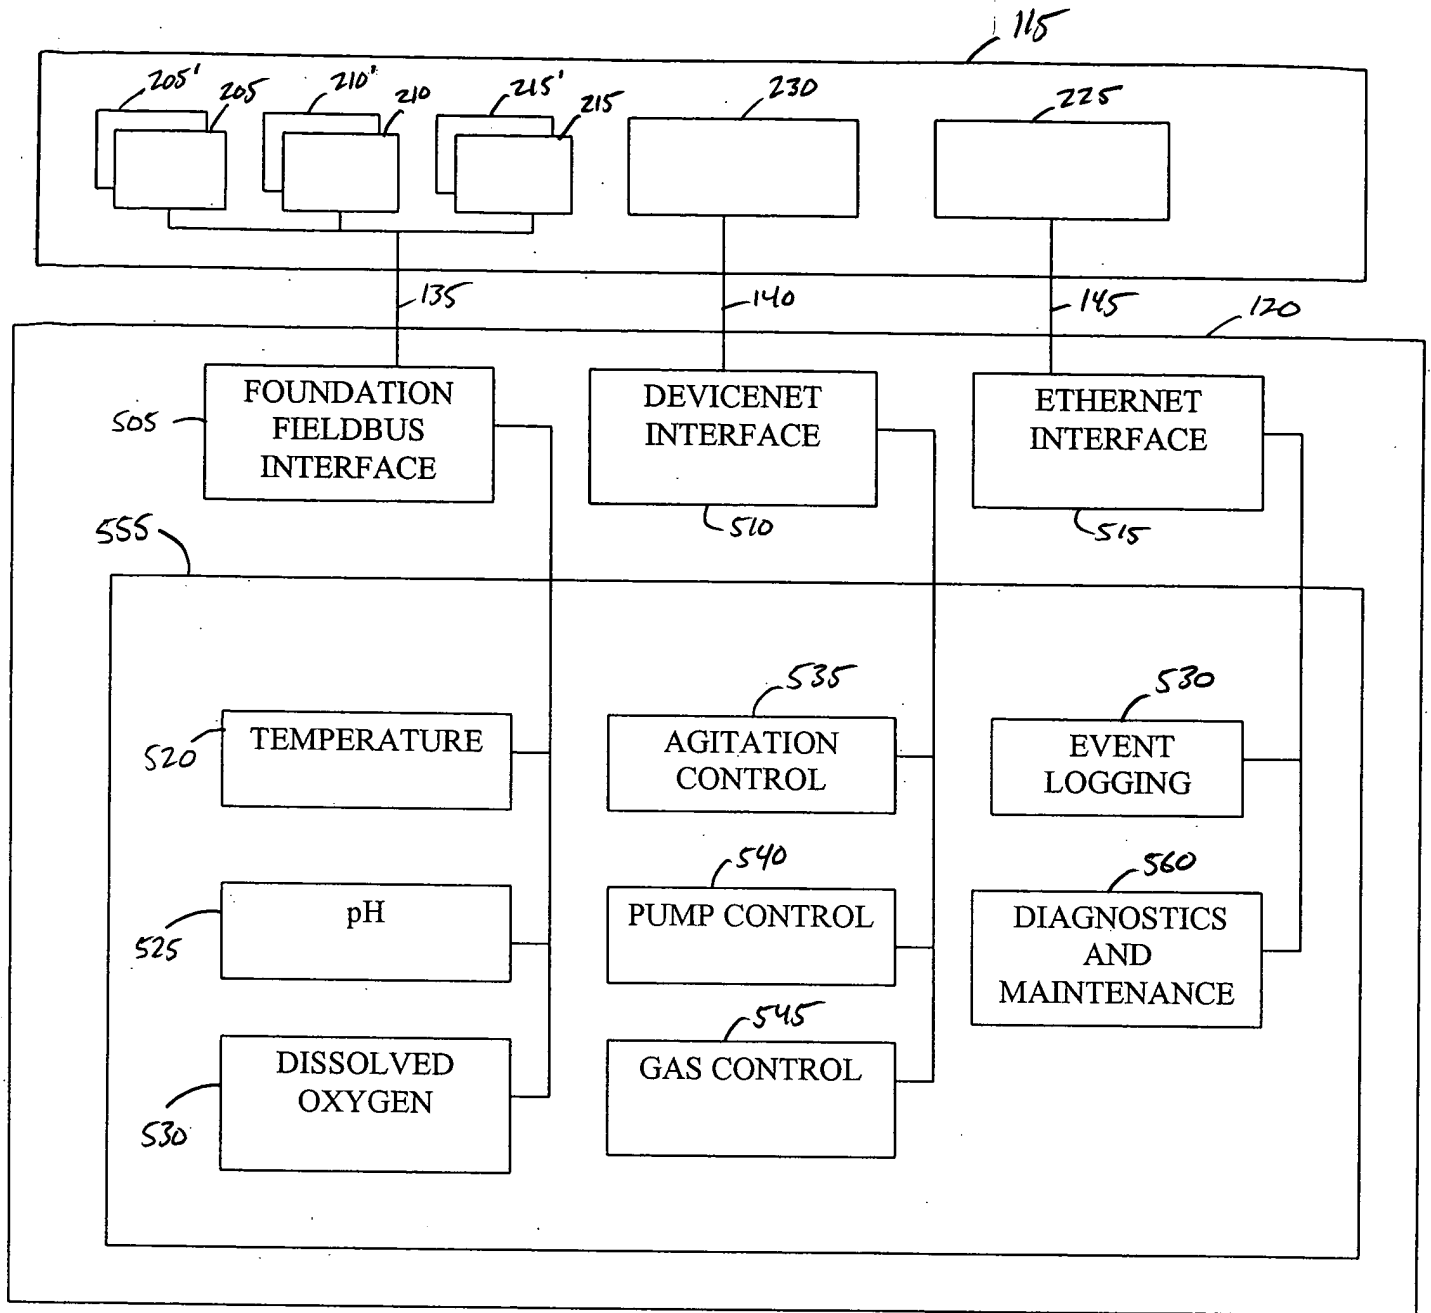 115
205' 205 210' 210 215' 215 230 225
135 140 145 120
505
FOUNDATION
FIELDBUS
INTERFACE
DEVICENET
INTERFACE
510
ETHERNET
INTERFACE
515
555
520
TEMPERATURE
535
AGITATION
CONTROL
530
EVENT
LOGGING
525
pH
540
PUMP CONTROL
560
DIAGNOSTICS
AND
MAINTENANCE
530
DISSOLVED
OXYGEN
545
GAS CONTROL